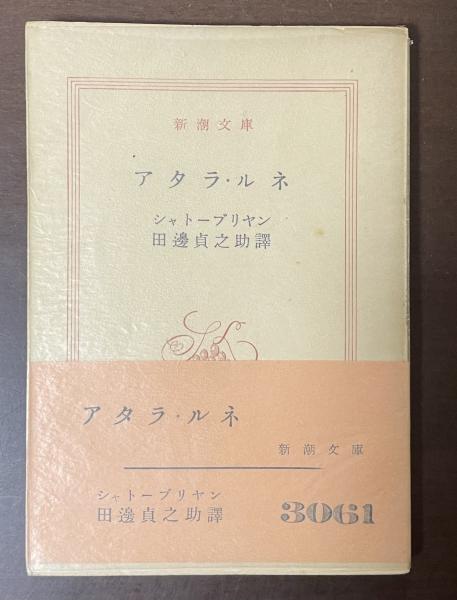 新潮文庫
アタラ・ルネ
シャトーブリヤン
田邊貞之助譯
アタラ・ルネ
新潮文庫
シャトーブリヤン
田邊貞之助譯
3061